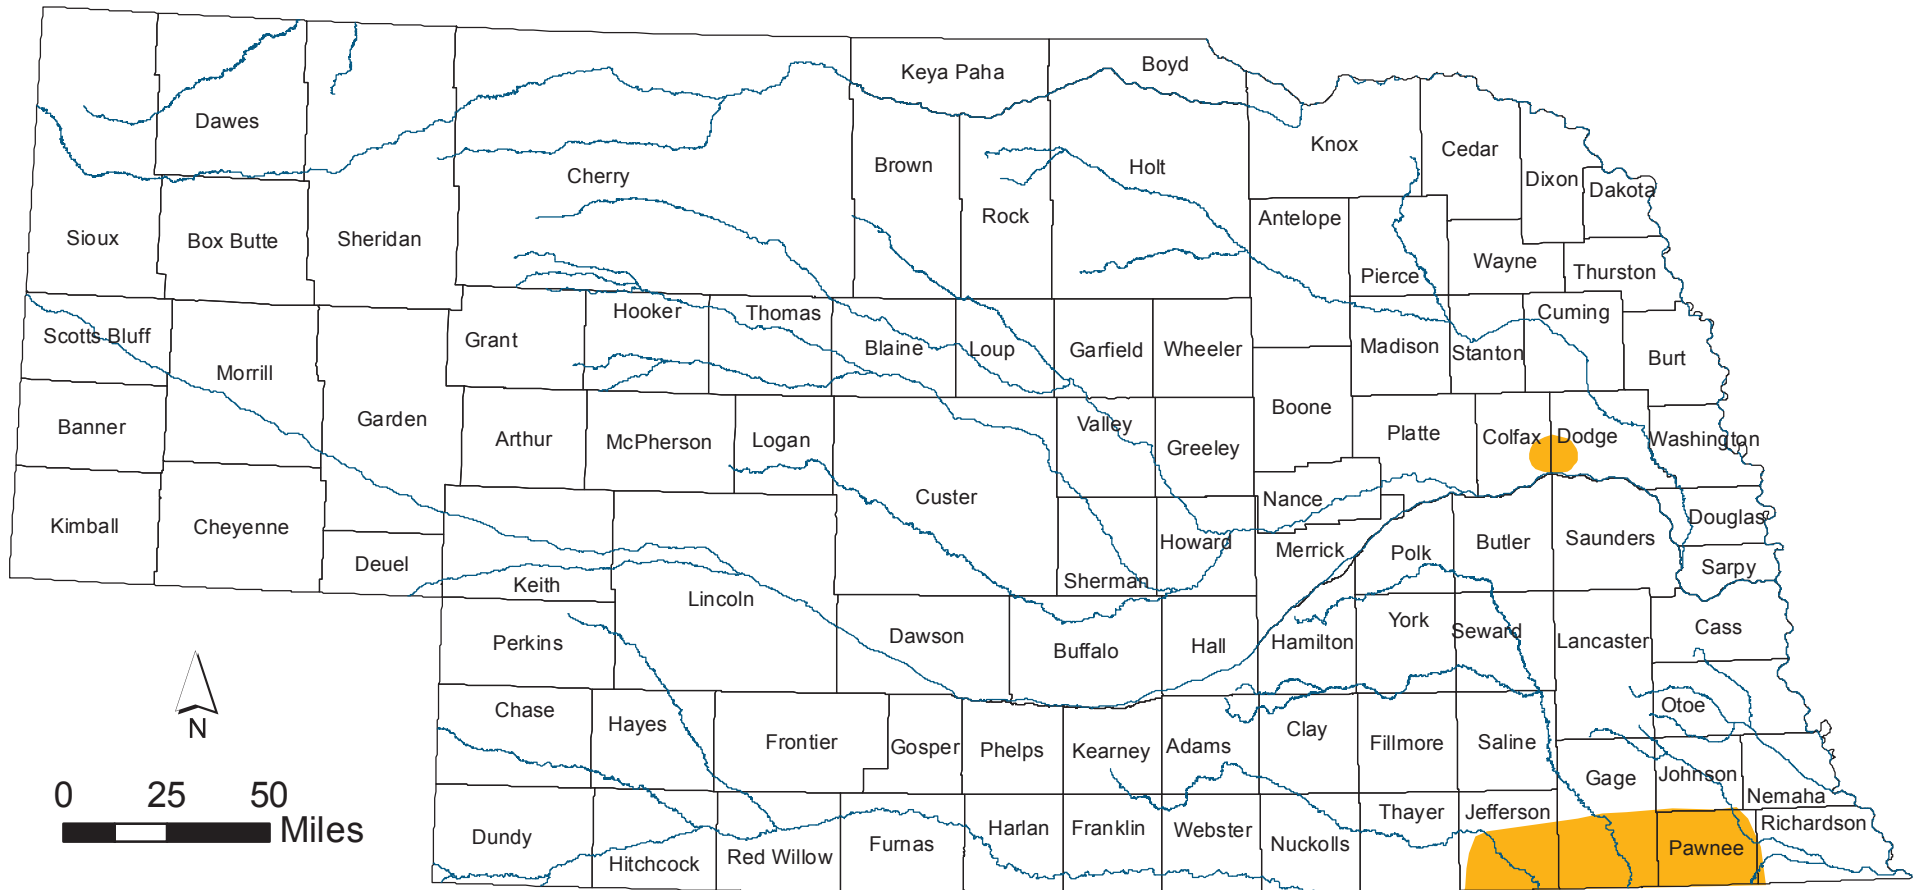 Keya Paha
Boyd
Dawes
Knox
Cedar
Brown
Holt
Cherry
Dixon
Dakota
Rock
Antelope
Sioux
Box Butte
Sheridan
Wayne
Thurston
Pierce
Hooker
Thomas
Cuming
Scotts Bluff
Grant
Blaine
Loup
Garfield
Wheeler
Madison
Stanton
Burt
Morrill
Boone
Garden
Banner
Arthur
McPherson
Logan
Valley
Greeley
Platte
Colfax
Dodge
Washington
Custer
Nance
Kimball
Cheyenne
Douglas
Howard
Merrick
Polk
Butler
Saunders
Deuel
Keith
Sherman
Sarpy
Lincoln
Perkins
Dawson
Buffalo
Hall
Hamilton
York
Seward
Lancaster
Cass
N
Chase
Hayes
Frontier
Gosper
Phelps
Kearney
Adams
Clay
Fillmore
Saline
Otoe
Gage
Johnson
Nemaha
0 25 50
Miles
Dundy
Hitchcock
Red Willow
Furnas
Harlan
Franklin
Webster
Nuckolls
Thayer
Jefferson
Pawnee
Richardson